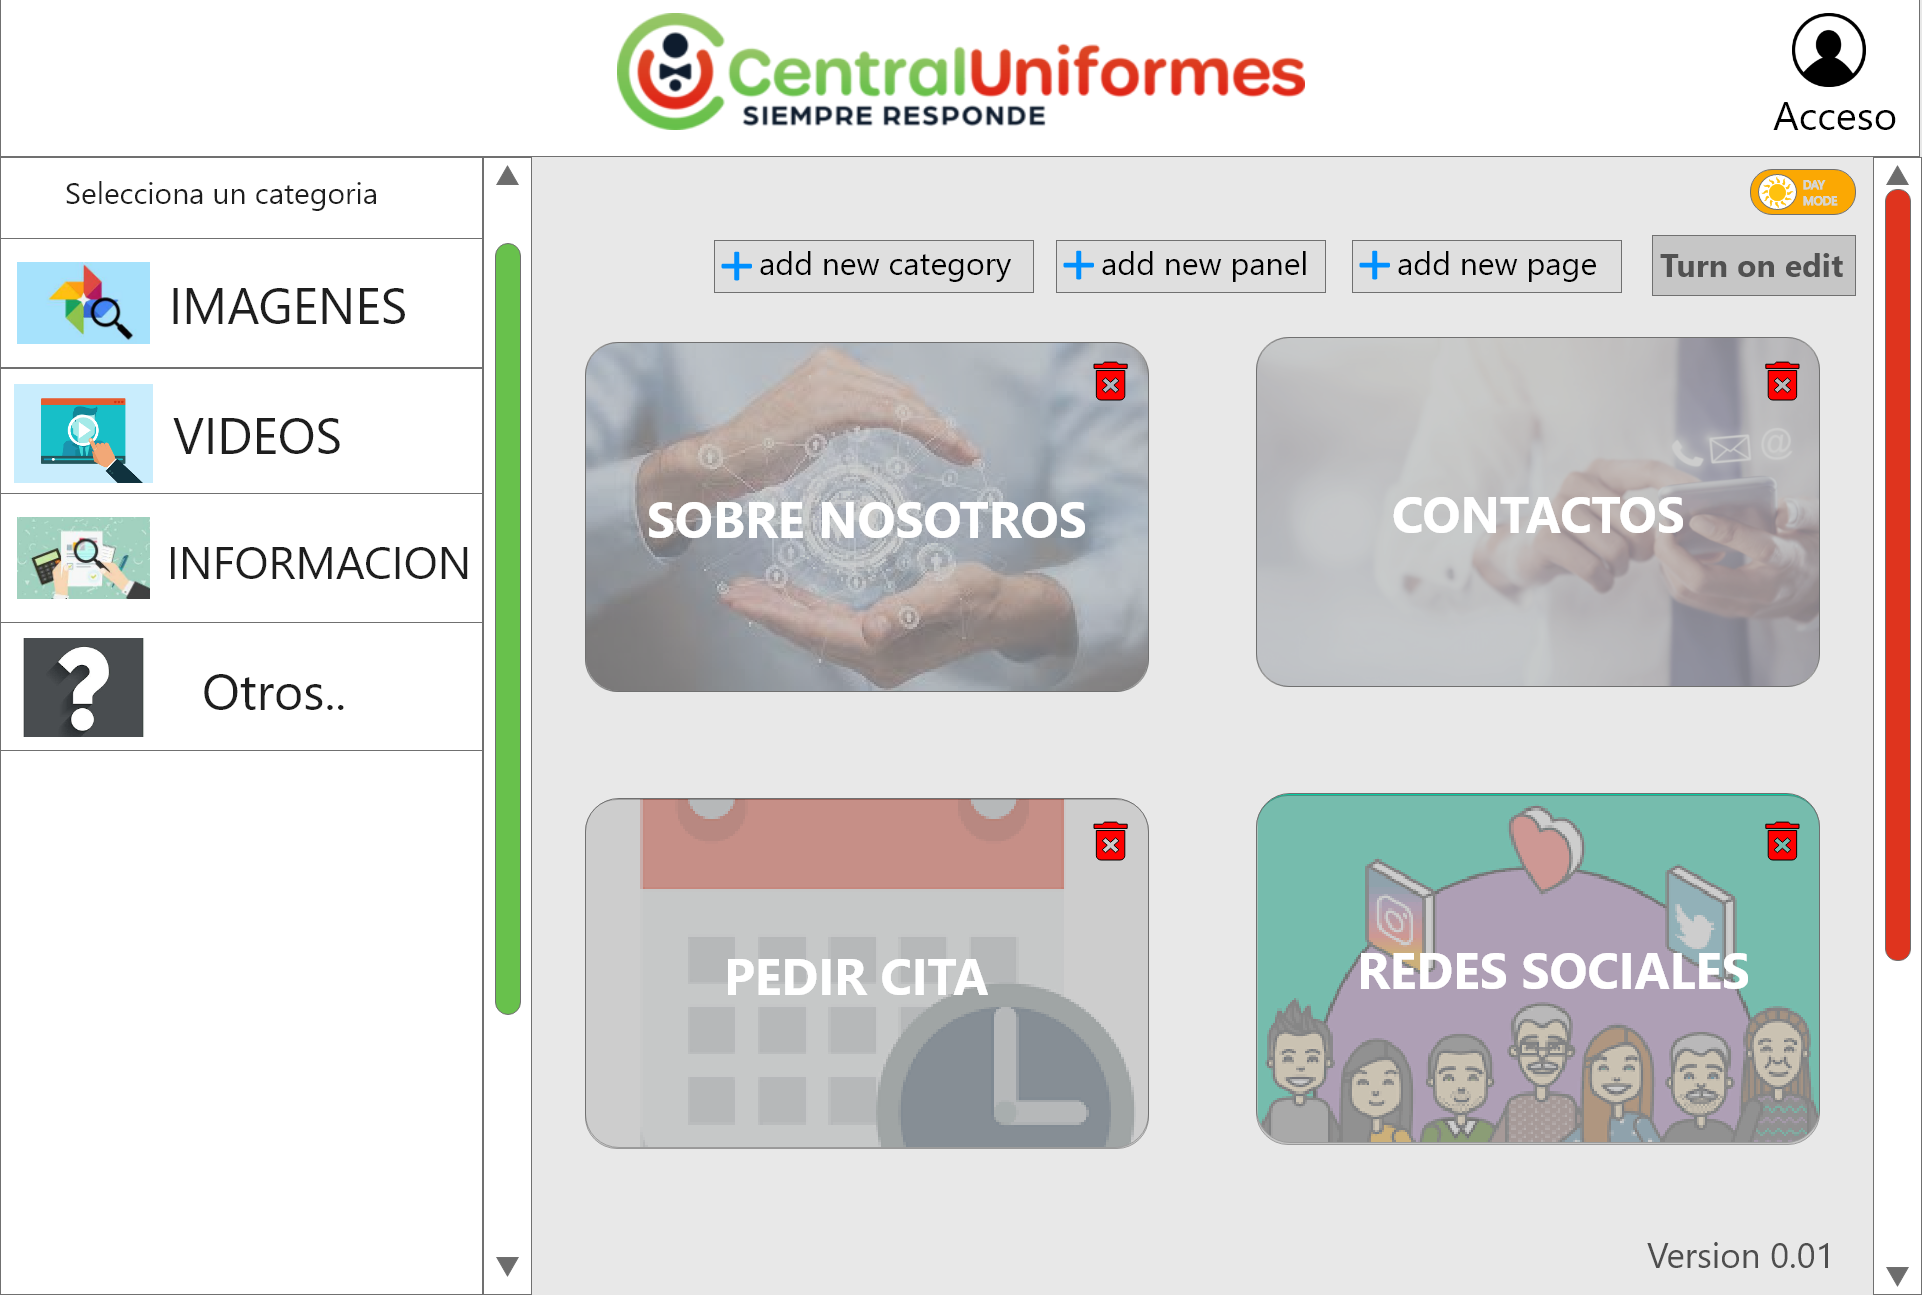 CentralUniformes
SIEMPRE RESPONDE
Acceso
Selecciona un categoria
IMAGENES
VIDEOS
INFORMACION
Otros..
DAY
MODE
add new category
add new panel
add new page
Turn on edit
SOBRE NOSOTROS
CONTACTOS
@
PEDIR CITA
REDES SOCIALES
Version 0.01